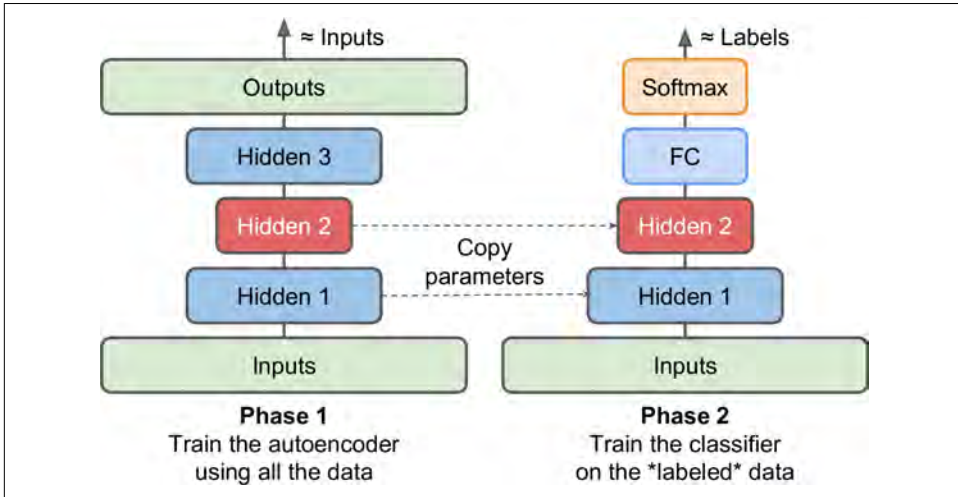 ≈ Inputs
Outputs
Hidden 3
Hidden 2
Hidden 1
Inputs
Phase 1
Train the autoencoder
using all the data
Copy
parameters
≈ Labels
Softmax
FC
Hidden 2
Hidden 1
Inputs
Phase 2
Train the classifier
on the *labeled* data